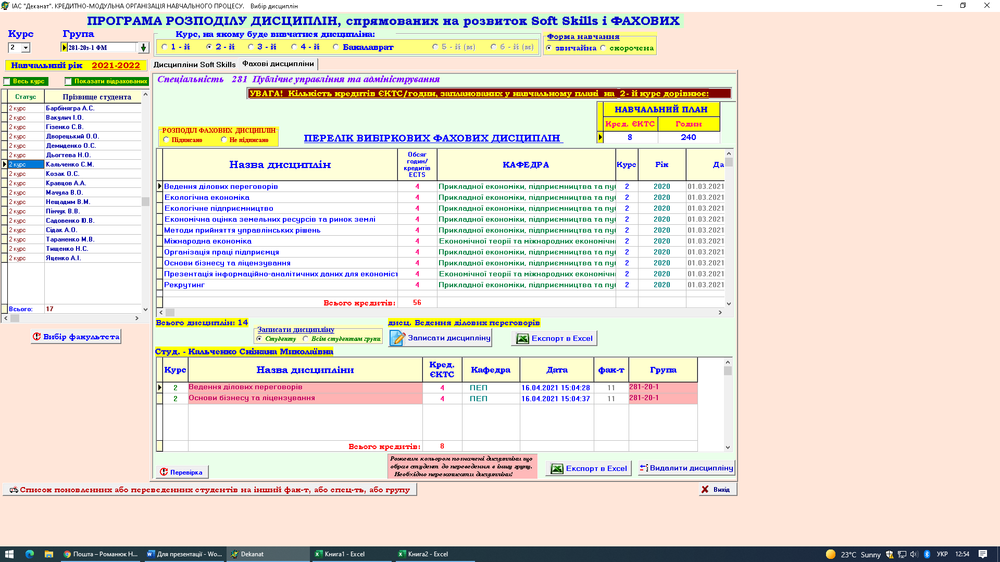 ІАС "Деканат". КРЕДИТНО-МОДУЛЬНА ОРГАНІЗАЦІЯ НАВЧАЛЬНОГО ПРОЦЕСУ. Вибір дисциплін
ПРОГРАМА РОЗПОДІЛУ ДИСЦИПЛІН, спрямованих на розвиток Soft Skills і ФАХОВИХ
Курс Група
2 281-20з-1 ФМ
Курс, на якому буде вивчатися дисципліна:
1 - й 2 - й 3 - й 4 - й Бакалаврат 5 - й (м) 6 - й (м)
Форма навчання
звичайна скорочена
Навчальний рік 2021-2022
Весь курс Показати відрахованих
Статус Прізвище студента
2 курс Барбінягра А.С.
2 курс Вакулич І.О.
2 курс Гізенко С.В.
2 курс Дворецький О.О.
2 курс Демиденко О.С.
2 курс Дьогтєва Н.О.
2 курс Кальченко С.М.
2 курс Козак О.С.
2 курс Кравцов А.А.
2 курс Мачула В.О.
2 курс Нещадим В.М.
2 курс Пінчук В.В.
2 курс Садовенко Ю.В.
2 курс Сідак А.О.
2 курс Тараненко М.В.
2 курс Тищенко Н.С.
2 курс Яценко А.І.
Всього: 17
Вибір факультета
Дисципліни Soft Skills Фахові дисципліни
Спеціальність 281 Публічне управління та адміністрування
УВАГА! Кількість кредитів ЄКТС/годин, запланованих у навчальному плані на 2- й курс дорівнює:
НАВЧАЛЬНИЙ ПЛАН
Кред. ЄКТС Годин
8 240
РОЗПОДІЛ ФАХОВИХ ДИСЦИПЛІН
Підписано Не підписано
ПЕРЕЛІК ВИБІРКОВИХ ФАХОВИХ ДИСЦИПЛІН
Назва дисциплін Обсяг годин/ кредитів ECTS КАФЕДРА Курс Рік Да
Ведення ділових переговорів 4 Прикладної економіки, підприємництва та пуб 2 2020 01.03.2021
Екологічна економіка 4 Прикладної економіки, підприємництва та пуб 2 2020 01.03.2021
Екологічне підприємництво 4 Прикладної економіки, підприємництва та пуб 2 2020 01.03.2021
Економічна оцінка земельних ресурсів та ринок землі 4 Прикладної економіки, підприємництва та пуб 2 2020 01.03.2021
Методи прийняття управлінських рішень 4 Прикладної економіки, підприємництва та пуб 2 2020 01.03.2021
Міжнародна економіка 4 Економічної теорії та міжнародних економічни 2 2020 01.03.2021
Організація праці підприємця 4 Прикладної економіки, підприємництва та пуб 2 2020 01.03.2021
Основи бізнесу та ліцензування 4 Прикладної економіки, підприємництва та пуб 2 2020 01.03.2021
Презентація інформаційно-аналітичних даних для економіст 4 Економічної теорії та міжнародних економічни 2 2020 01.03.2021
Рекрутинг 4 Прикладної економіки, підприємництва та пуб 2 2020 01.03.2021
Всього кредитів: 56
Всього дисциплін: 14
дисц. Ведення ділових переговорів
Записати дисципліну
Студенту Всім студентам групи
Записати дисципліну Експорт в Excel
Студ. - Кальченко Сніжана Миколаївна
Курс Назва дисципліни Кред. ЄКТС Кафедра Дата фак-т Група
2 Ведення ділових переговорів 4 ПЕП 16.04.2021 15:04:28 11 281-20-1
2 Основи бізнесу та ліцензування 4 ПЕП 16.04.2021 15:04:37 11 281-20-1
Всього кредитів: 8
Перевірка
Рожевим кольором позначені дисципліни що
обрав студент до переведення в іншу групу.
Необхідно перезаписати дисципліни!
Експорт в Excel Видалити дисципліну
Список поновленних або переведенних студентів на інший фак-т, або спец-ть, або групу
Вихід
Пошта – Романюк Н... Для презентації - Wo... Dekanat Книга1 - Excel Книга2 - Excel
23°C Sunny УКР 12:54